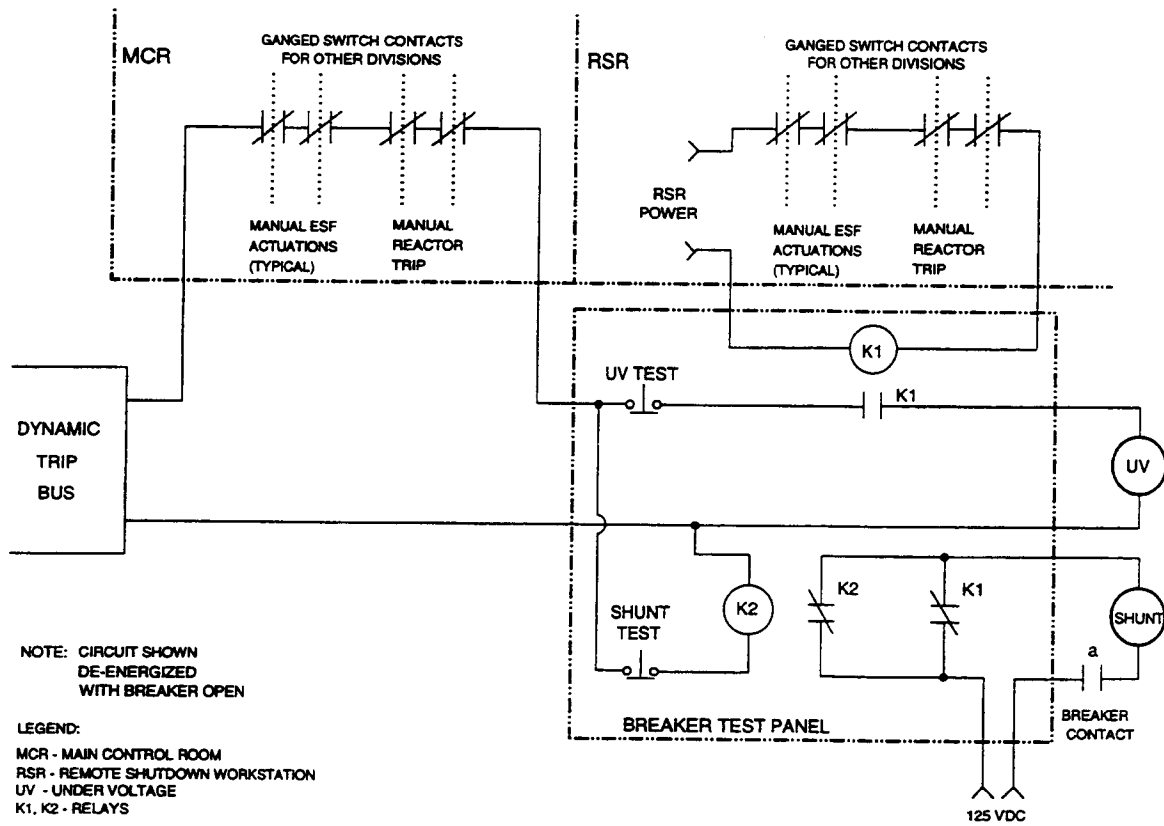 MCR
GANGED SWITCH CONTACTS
FOR OTHER DIVISIONS
RSR
GANGED SWITCH CONTACTS
FOR OTHER DIVISIONS
MANUAL ESF
ACTUATIONS
(TYPICAL)
MANUAL
REACTOR
TRIP
RSR
POWER
MANUAL ESF
ACTUATIONS
(TYPICAL)
MANUAL
REACTOR
TRIP
K1
UV TEST
K1
DYNAMIC
TRIP
BUS
UV
K2
SHUNT
TEST
K2
K1
SHUNT
a
BREAKER
CONTACT
BREAKER TEST PANEL
125 VDC
NOTE: CIRCUIT SHOWN
DE-ENERGIZED
WITH BREAKER OPEN
LEGEND:
MCR - MAIN CONTROL ROOM
RSR - REMOTE SHUTDOWN WORKSTATION
UV - UNDER VOLTAGE
K1, K2 - RELAYS